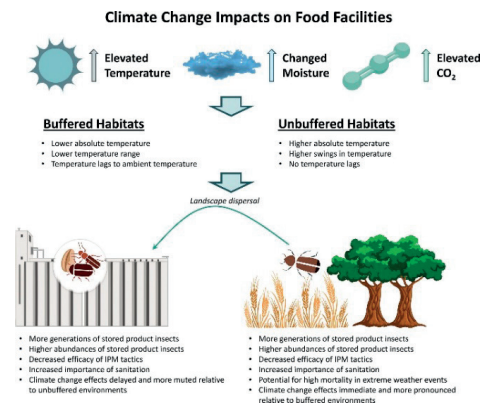 Climate Change Impacts on Food Facilities
Elevated
Temperature
Changed
Moisture
Elevated
CO2
Buffered Habitats
• Lower absolute temperature
• Lower temperature range
• Temperature lags to ambient temperature
Unbuffered Habitats
• Higher absolute temperature
• Higher swings in temperature
• No temperature lags
Landscape dispersal
• More generations of stored product insects
• Higher abundances of stored product insects
• Decreased efficacy of IPM tactics
• Increased importance of sanitation
• Climate change effects delayed and more muted relative
to unbuffered environments
• More generations of stored product insects
• Higher abundances of stored product insects
• Decreased efficacy of IPM tactics
• Increased importance of sanitation
• Potential for high mortality in extreme weather events
• Climate change effects immediate and more pronounced
relative to buffered environments